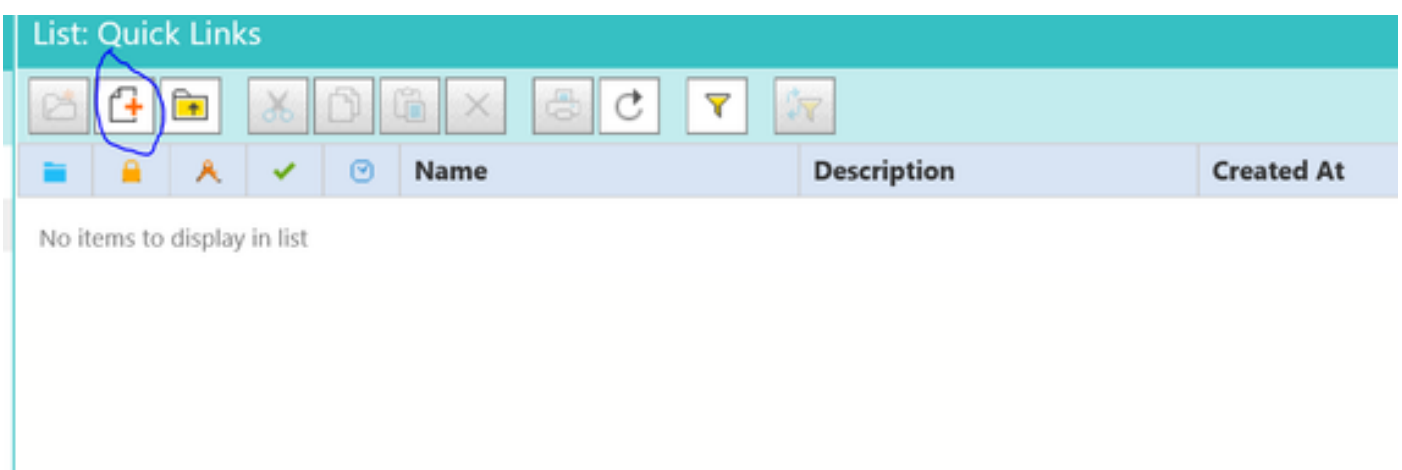 List: Quick Links
Name Description Created At
No items to display in list